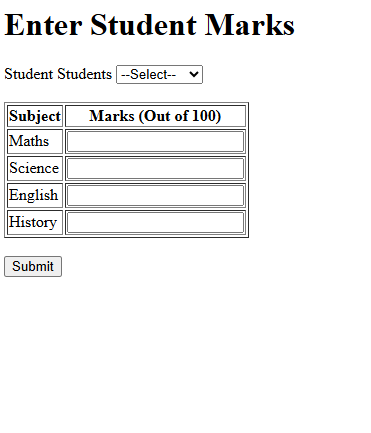 Enter Student Marks
Student Students --Select--
Subject Marks (Out of 100)
Maths
Science
English
History
Submit